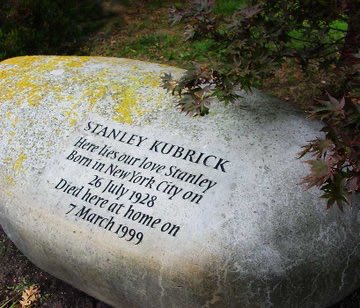 STANLEY KUBRICK
Here lies our love Stanley
Born in New York City on
26 July 1928
Died here at home on
7 March 1999